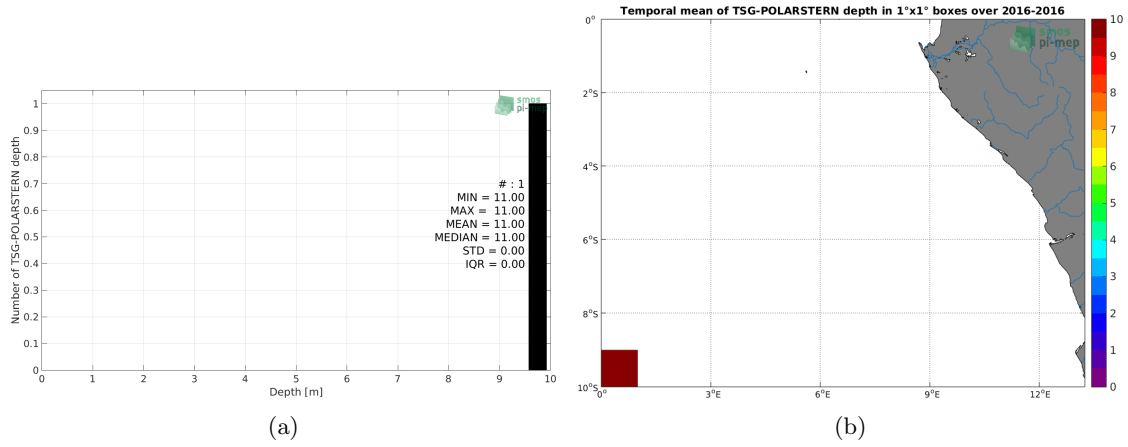 smos
pi-mep
Number of TSG-POLARSTERN depth
1
0.9
0.8
0.7
0.6
0.5
0.4
0.3
0.2
0.1
0
# : 1
MIN = 11.00
MAX = 11.00
MEAN = 11.00
MEDIAN = 11.00
STD = 0.00
IQR = 0.00
0 1 2 3 4 5 6 7 8 9 10
Depth [m]
(a)
Temporal mean of TSG-POLARSTERN depth in 1°x1° boxes over 2016-2016
smos
pi-mep
0°
2°S
4°S
6°S
8°S
10°S
0° 3°E 6°E 9°E 12°E
10
9
8
7
6
5
4
3
2
1
0
(b)